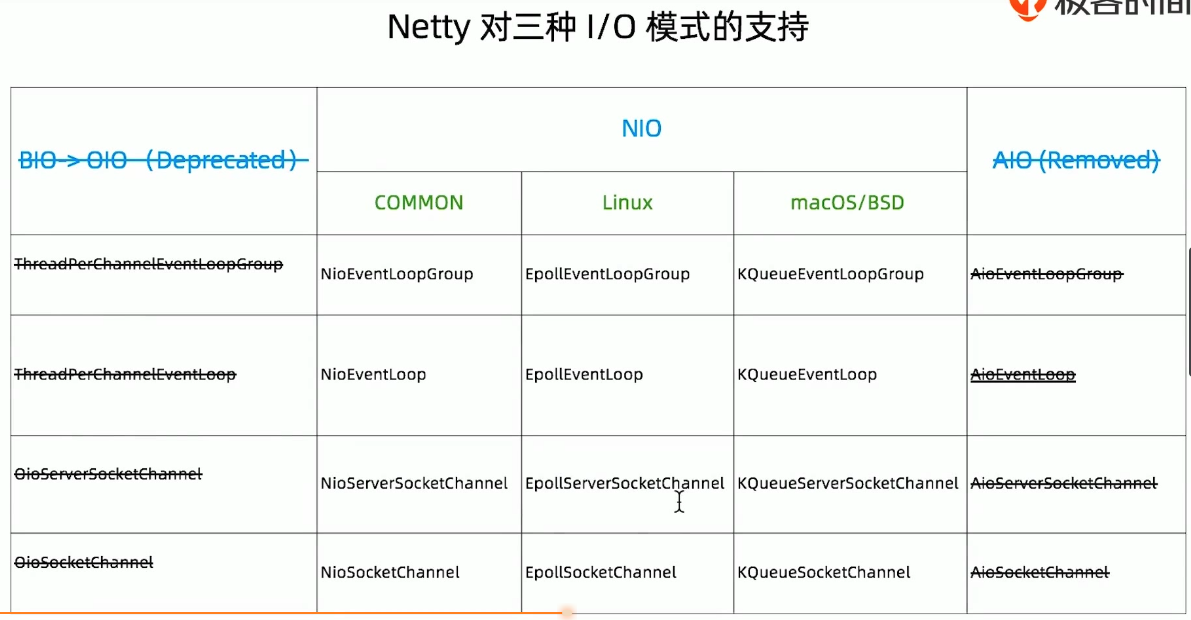 Netty 对三种 I/O 模式的支持
极客时间
BIO -> OIO （Deprecated）
NIO
AIO (Removed)
COMMON
Linux
macOS/BSD
ThreadPerChannelEventLoopGroup
NioEventLoopGroup
EpollEventLoopGroup
KQueueEventLoopGroup
AioEventLoopGroup
ThreadPerChannelEventLoop
NioEventLoop
EpollEventLoop
KQueueEventLoop
AioEventLoop
OioServerSocketChannel
NioServerSocketChannel
EpollServerSocketChannel
KQueueServerSocketChannel
AioServerSocketChannel
OioSocketChannel
NioSocketChannel
EpollSocketChannel
KQueueSocketChannel
AioSocketChannel